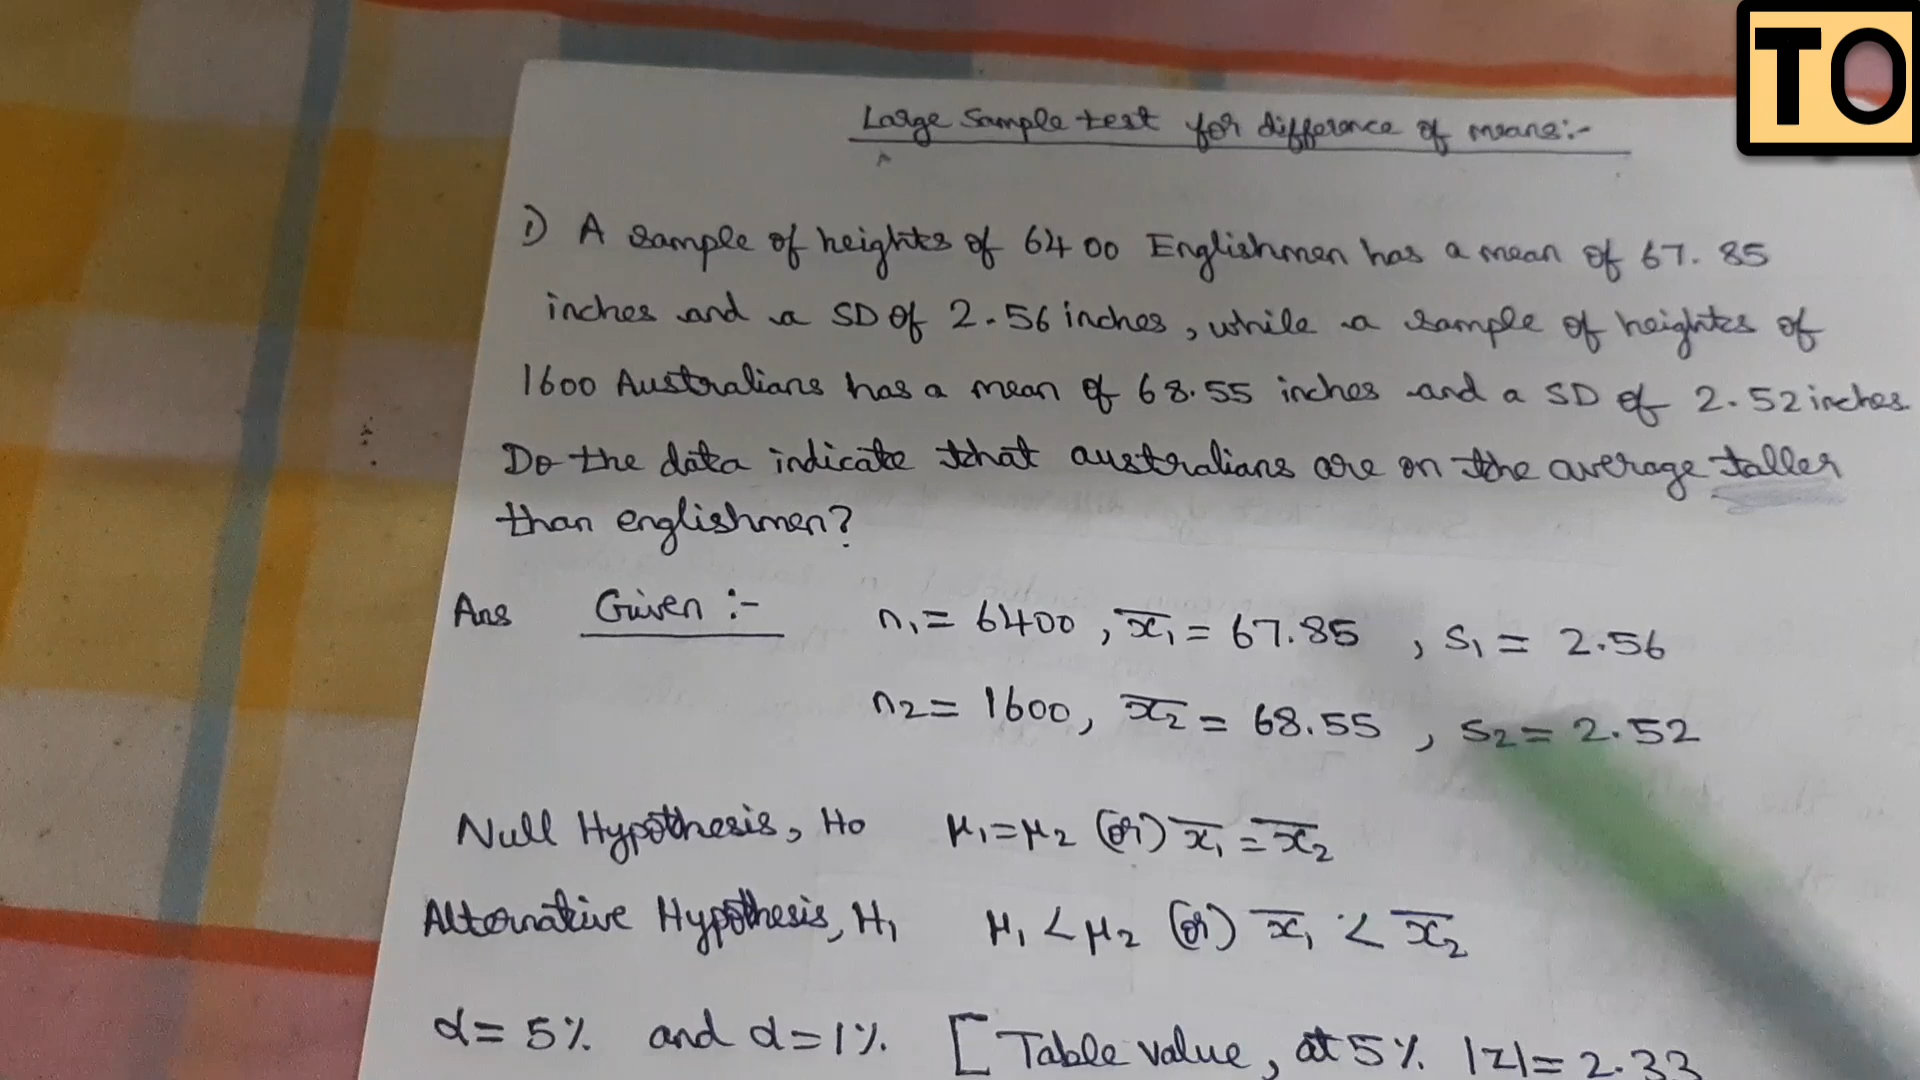 TO
Large Sample test for difference of means:-
1) A sample of heights of 6400 Englishmen has a mean of 67.85
inches and a SD of 2.56 inches, while a sample of heights of
1600 Australians has a mean of 68.55 inches and a SD of 2.52 inches.
Do the data indicate that australians are on the average taller
than englishmen?
Ans Given :- n₁ = 6400, x̄₁ = 67.85, s₁ = 2.56
n₂ = 1600, x̄₂ = 68.55, s₂ = 2.52
Null Hypothesis, H₀ μ₁ = μ₂ (or) x̄₁ = x̄₂
Alternative Hypothesis, H₁ μ₁ < μ₂ (or) x̄₁ < x̄₂
α = 5% and α = 1%. [Table value, at 5% |z| = 2.33